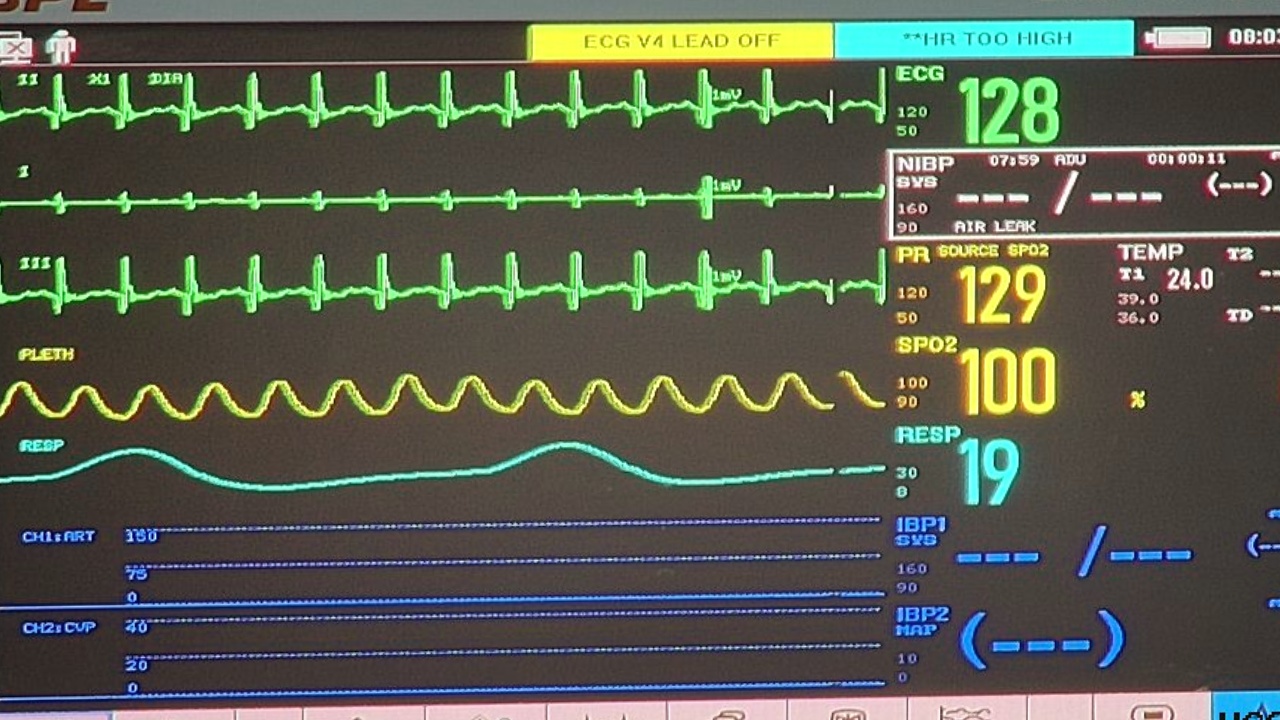 ECG V4 LEAD OFF
**HR TOO HIGH
II X1 DIA
1mV
ECG
128
120
50
I
1mV
NIBP 07:59 ADU 00:00:11
SYS
--- / --- (---)
160
90 AIR LEAK
III
1mV
PR SOURCE SPO2
129
120
50
TEMP T2
T1 24.0 --
39.0
36.0 TD --
PLETH
SPO2
100 %
100
90
RESP
RESP
19
30
8
CH1:ART 150
75
0
IBP1
SYS
--- /---
160
90
CH2:CVP 40
20
0
IBP2
MAP
(---)
10
0